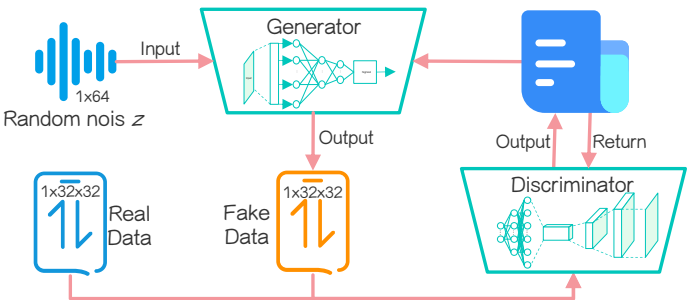 Generator
Input
1x64
Random nois z
Output
Output
Return
1x32x32
Real
Data
Fake
Data
1x32x32
Discriminator